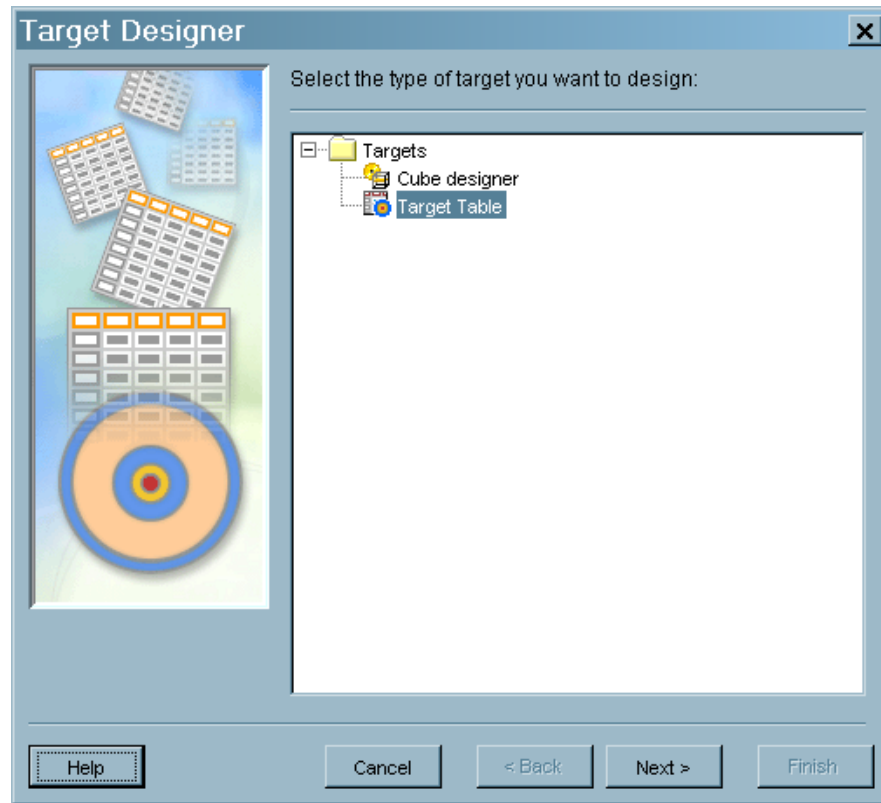 Target Designer
Select the type of target you want to design:
Targets
Cube designer
Target Table
Help Cancel < Back Next > Finish